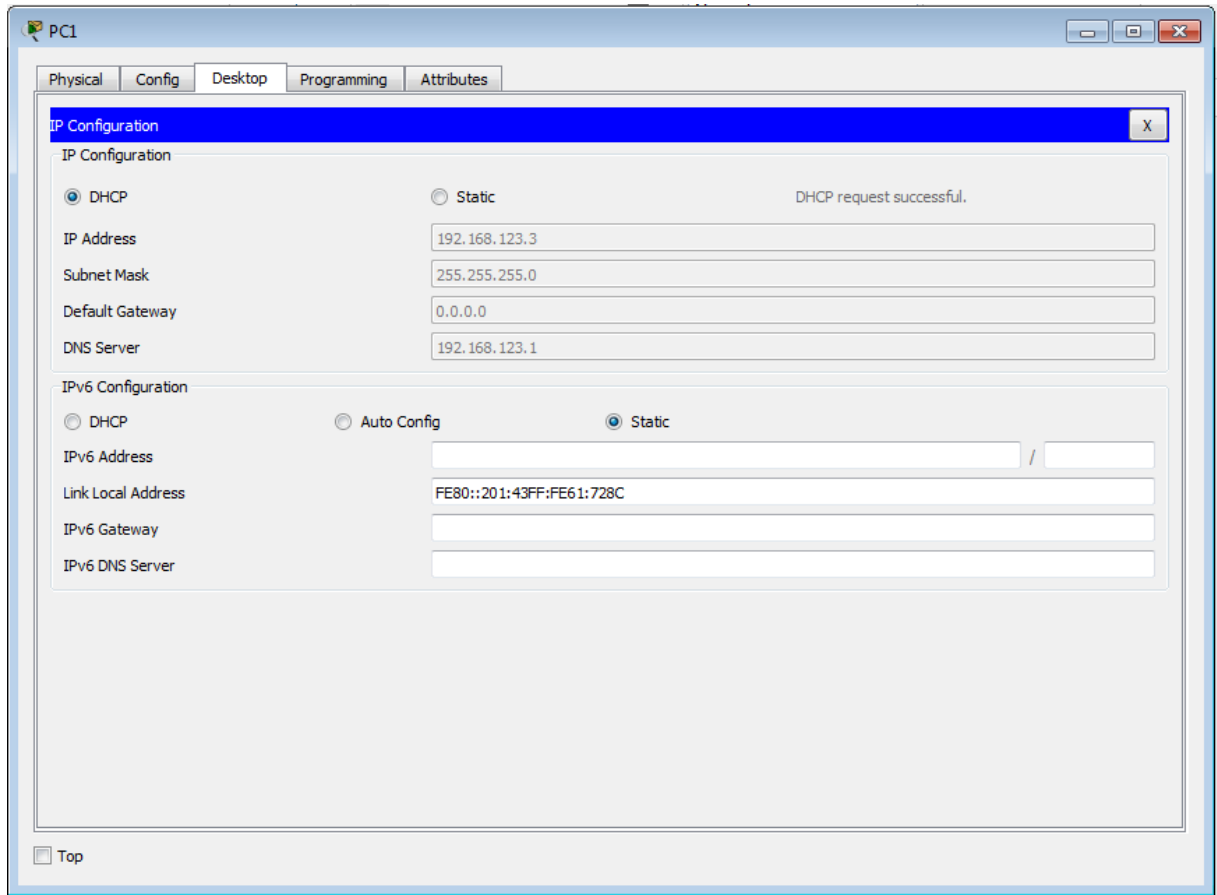 PC1
Physical Config Desktop Programming Attributes
IP Configuration X
IP Configuration
DHCP Static DHCP request successful.
IP Address 192.168.123.3
Subnet Mask 255.255.255.0
Default Gateway 0.0.0.0
DNS Server 192.168.123.1
IPv6 Configuration
DHCP Auto Config Static
IPv6 Address /
Link Local Address FE80::201:43FF:FE61:728C
IPv6 Gateway
IPv6 DNS Server
Top